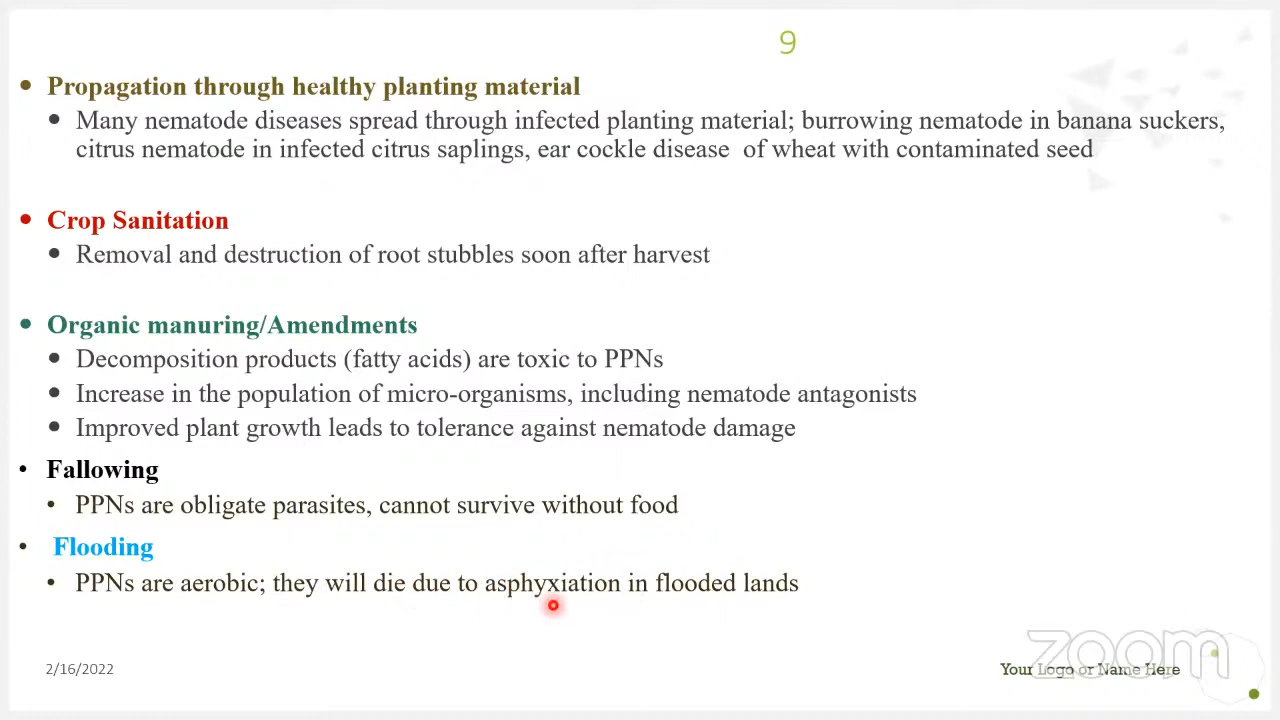 9
• Propagation through healthy planting material
• Many nematode diseases spread through infected planting material; burrowing nematode in banana suckers,
citrus nematode in infected citrus saplings, ear cockle disease of wheat with contaminated seed
• Crop Sanitation
• Removal and destruction of root stubbles soon after harvest
• Organic manuring/Amendments
• Decomposition products (fatty acids) are toxic to PPNs
• Increase in the population of micro-organisms, including nematode antagonists
• Improved plant growth leads to tolerance against nematode damage
• Fallowing
• PPNs are obligate parasites, cannot survive without food
• Flooding
• PPNs are aerobic; they will die due to asphyxiation in flooded lands
2/16/2022
Your Logo or Name Here
zoom